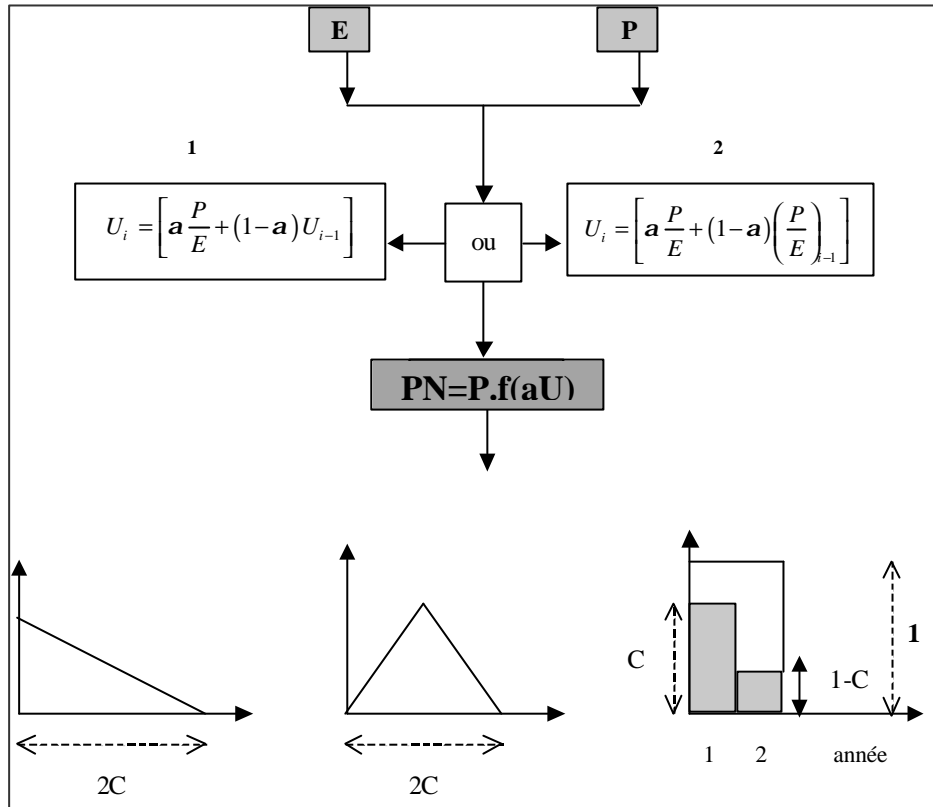 E P
1 2
U_i = [a P/E + (1-a) U_{i-1}]
ou
U_i = [a P/E + (1-a) (P/E)_{i-1}]
PN=P.f(aU)
C
1
1-C
1 2 année
2C 2C